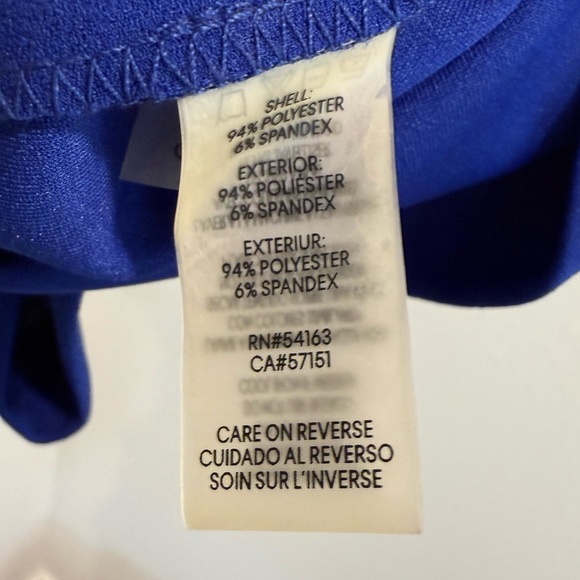 SHELL:
94% POLYESTER
6% SPANDEX
EXTERIOR:
94% POLIÉSTER
6% SPANDEX
EXTERIUR:
94% POLYESTER
6% SPANDEX
RN#54163
CA#57151
CARE ON REVERSE
CUIDADO AL REVERSO
SOIN SUR L'INVERSE